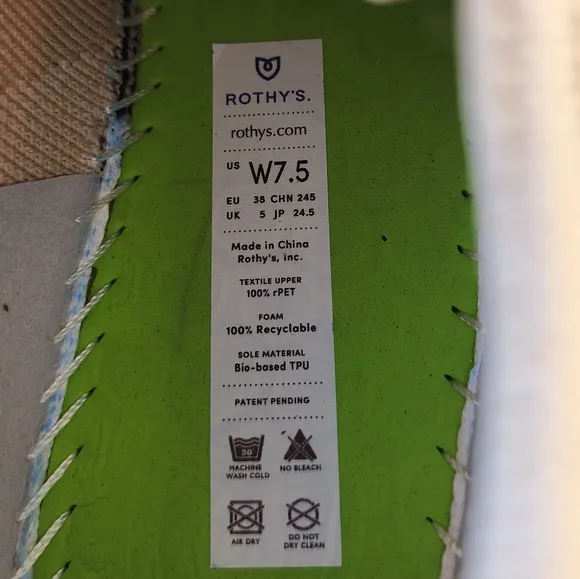 ROTHY'S.
rothys.com
US W7.5
EU 38 CHN 245
UK 5 JP 24.5
Made in China
Rothy's, inc.
TEXTILE UPPER
100% rPET
FOAM
100% Recyclable
SOLE MATERIAL
Bio-based TPU
PATENT PENDING
30
MACHINE WASH COLD
NO BLEACH
AIR DRY
DO NOT DRY CLEAN